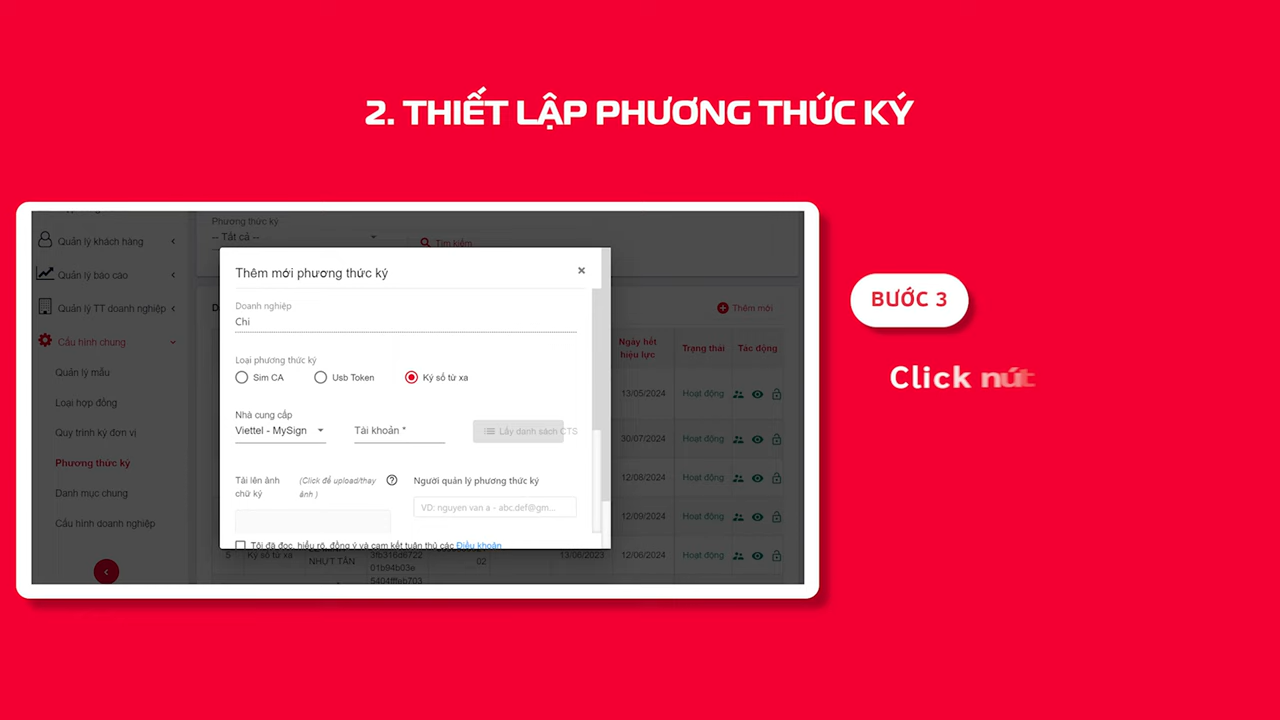 2. THIẾT LẬP PHƯƠNG THỨC KÝ
Phương thức ký
-- Tất cả --
Tìm kiếm
Quản lý khách hàng
Quản lý báo cáo
Quản lý TT doanh nghiệp
Cấu hình chung
Quản lý mẫu
Loại hợp đồng
Quy trình ký đơn vị
Phương thức ký
Danh mục chung
Cấu hình doanh nghiệp
Thêm mới phương thức ký
Doanh nghiệp
Chi
Loại phương thức ký
Sim CA
Usb Token
Ký số từ xa
Nhà cung cấp
Viettel - MySign
Tài khoản *
Lấy danh sách CTS
Tải lên ảnh chữ ký
(Click để upload/thay ảnh )
Người quản lý phương thức ký
VD: nguyen van a - abc.def@gm...
Tôi đã đọc, hiểu rõ, đồng ý và cam kết tuân thủ các Điều khoản
Thêm mới
Ngày hết hiệu lực
Trạng thái
Tác động
13/05/2024
Hoạt động
30/07/2024
Hoạt động
12/08/2024
Hoạt động
12/09/2024
Hoạt động
5
Ký số từ xa
NHỰT TÂN
3fb316d6722
01b94b03e
5404ffeb703
02
13/06/2023
12/06/2024
Hoạt động
BƯỚC 3
Click nút